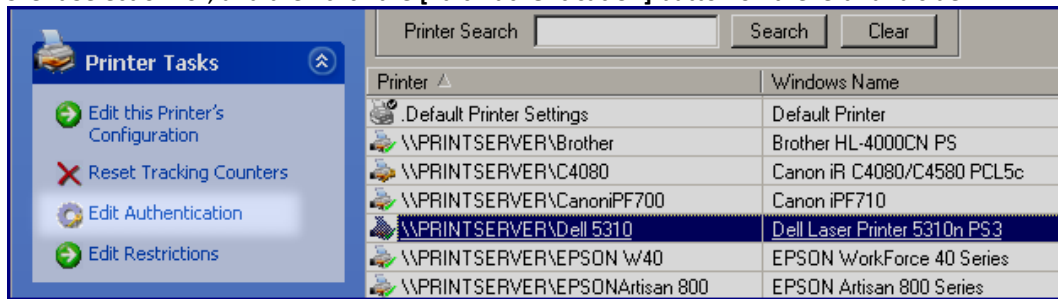 Printer Search
Search
Clear
Printer Tasks
Edit this Printer's
Configuration
Reset Tracking Counters
Edit Authentication
Edit Restrictions
Printer Windows Name
.Default Printer Settings Default Printer
\\PRINTSERVER\Brother Brother HL-4000CN PS
\\PRINTSERVER\C4080 Canon iR C4080/C4580 PCL5c
\\PRINTSERVER\CanoniPF700 Canon iPF710
\\PRINTSERVER\Dell 5310 Dell Laser Printer 5310n PS3
\\PRINTSERVER\EPSON W40 EPSON WorkForce 40 Series
\\PRINTSERVER\EPSONArtisan 800 EPSON Artisan 800 Series